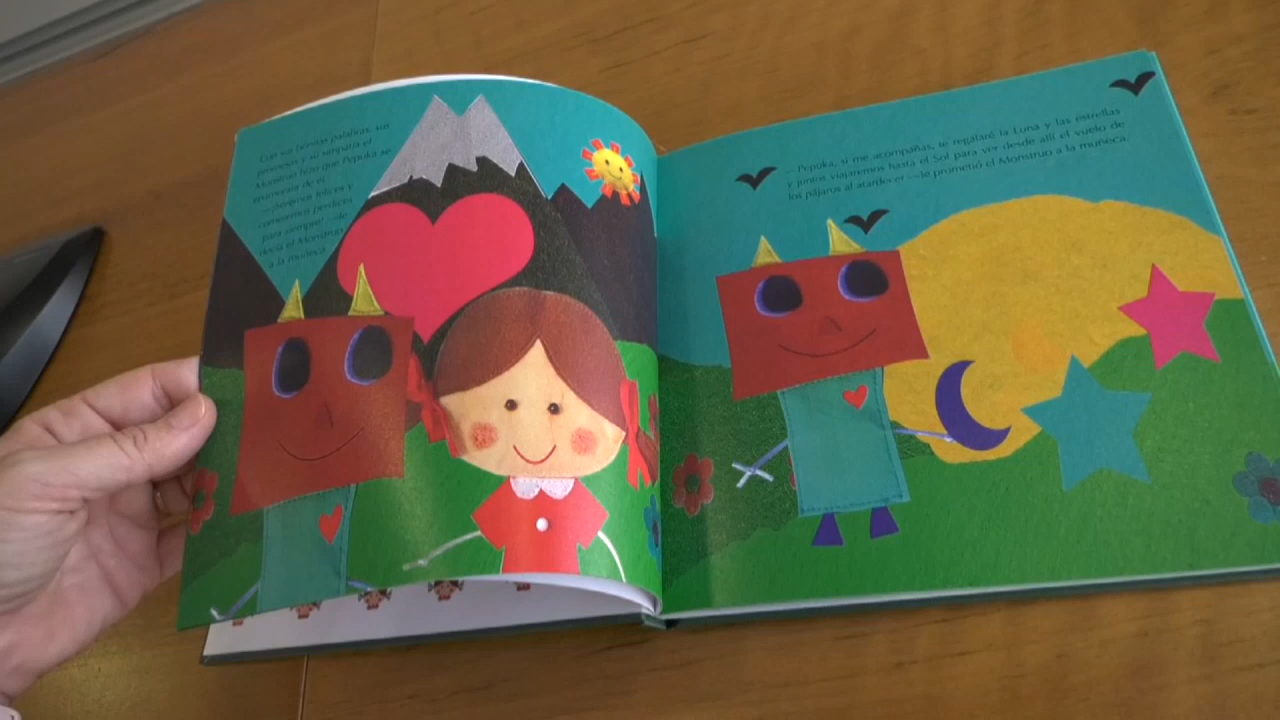 Con sus bonitas palabras, sus
promesas y su simpatía el
Monstruo hizo que Pepuka se
enamorara de él.
—¡Seremos felices y
comeremos perdices
para siempre! —le
decía el Monstruo
a la muñeca.
—Pepuka, si me acompañas, te regalaré la Luna y las estrellas
y juntos viajaremos hasta el Sol para ver desde allí el vuelo de
los pájaros al atardecer —le prometió el Monstruo a la muñeca.